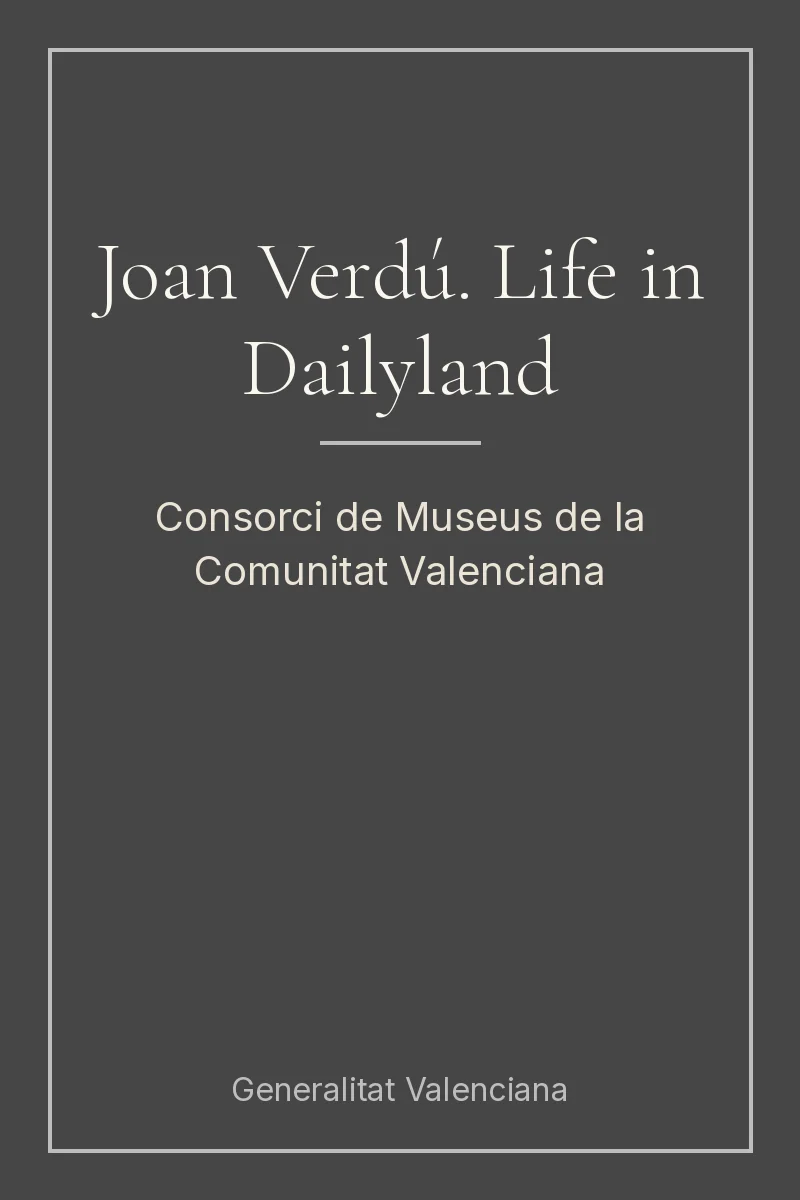 Joan Verdú. Life in
Dailyland
Consorci de Museus de la
Comunitat Valenciana
Generalitat Valenciana